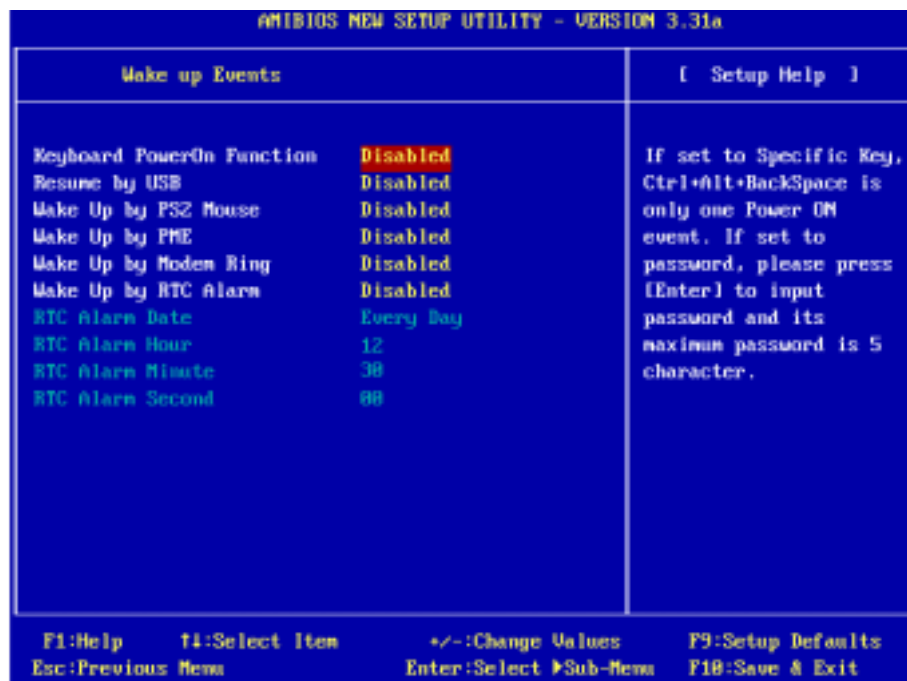 AMIBIOS NEW SETUP UTILITY - VERSION 3.31a
Wake up Events
[ Setup Help ]
Keyboard PowerOn Function Disabled
Resume by USB Disabled
Wake Up by PS2 Mouse Disabled
Wake Up by PME Disabled
Wake Up by Modem Ring Disabled
Wake Up by RTC Alarm Disabled
RTC Alarm Date Every Day
RTC Alarm Hour 12
RTC Alarm Minute 30
RTC Alarm Second 00
If set to Specific Key,
Ctrl+Alt+BackSpace is
only one Power ON
event. If set to
password, please press
[Enter] to input
password and its
maximum password is 5
character.
F1:Help ↑↓:Select Item +/-:Change Values F9:Setup Defaults
Esc:Previous Menu Enter:Select ▶Sub-Menu F10:Save & Exit